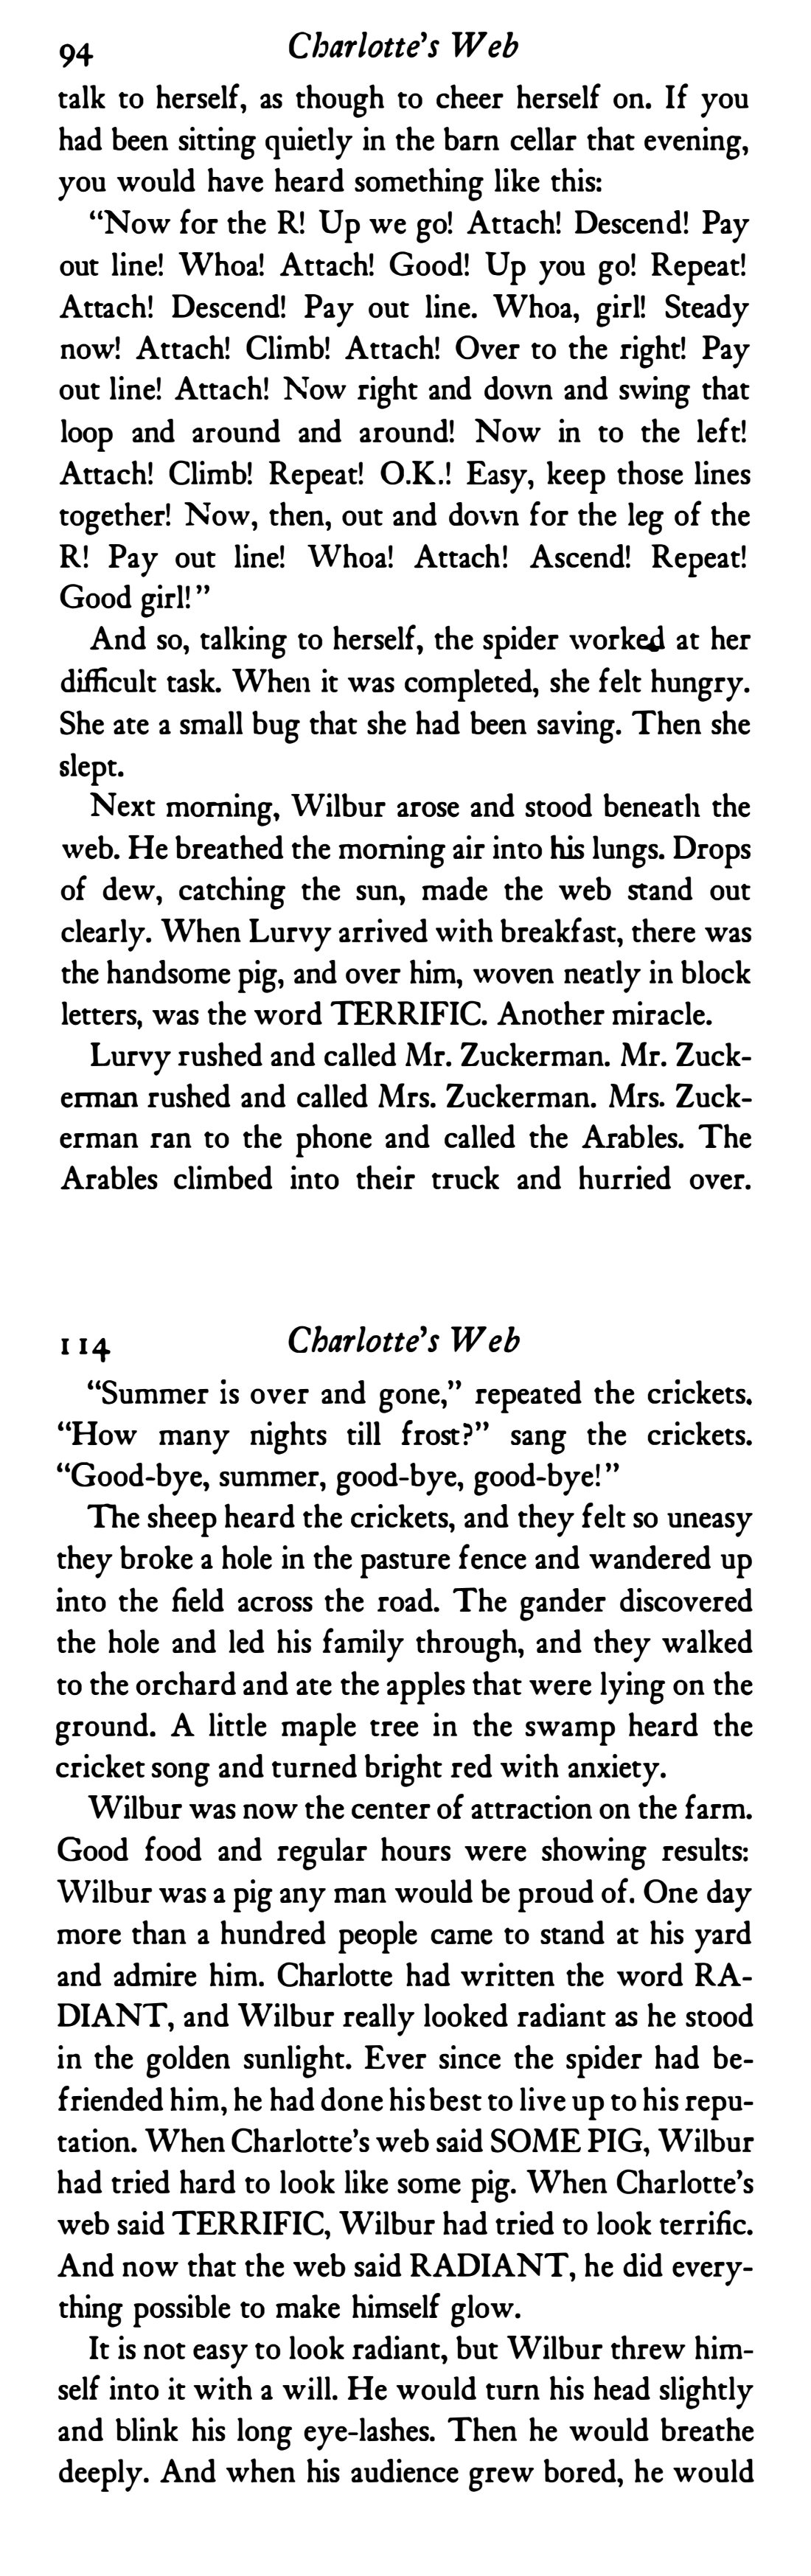 94 Charlotte's Web
talk to herself, as though to cheer herself on. If you
had been sitting quietly in the barn cellar that evening,
you would have heard something like this:
“Now for the R! Up we go! Attach! Descend! Pay
out line! Whoa! Attach! Good! Up you go! Repeat!
Attach! Descend! Pay out line. Whoa, girl! Steady
now! Attach! Climb! Attach! Over to the right! Pay
out line! Attach! Now right and down and swing that
loop and around and around! Now in to the left!
Attach! Climb! Repeat! O.K.! Easy, keep those lines
together! Now, then, out and down for the leg of the
R! Pay out line! Whoa! Attach! Ascend! Repeat!
Good girl!”
And so, talking to herself, the spider worked at her
difficult task. When it was completed, she felt hungry.
She ate a small bug that she had been saving. Then she
slept.
Next morning, Wilbur arose and stood beneath the
web. He breathed the morning air into his lungs. Drops
of dew, catching the sun, made the web stand out
clearly. When Lurvy arrived with breakfast, there was
the handsome pig, and over him, woven neatly in block
letters, was the word TERRIFIC. Another miracle.
Lurvy rushed and called Mr. Zuckerman. Mr. Zuck-
erman rushed and called Mrs. Zuckerman. Mrs. Zuck-
erman ran to the phone and called the Arables. The
Arables climbed into their truck and hurried over.
114 Charlotte's Web
“Summer is over and gone,” repeated the crickets.
“How many nights till frost?” sang the crickets.
“Good-bye, summer, good-bye, good-bye!”
The sheep heard the crickets, and they felt so uneasy
they broke a hole in the pasture fence and wandered up
into the field across the road. The gander discovered
the hole and led his family through, and they walked
to the orchard and ate the apples that were lying on the
ground. A little maple tree in the swamp heard the
cricket song and turned bright red with anxiety.
Wilbur was now the center of attraction on the farm.
Good food and regular hours were showing results:
Wilbur was a pig any man would be proud of. One day
more than a hundred people came to stand at his yard
and admire him. Charlotte had written the word RA-
DIANT, and Wilbur really looked radiant as he stood
in the golden sunlight. Ever since the spider had be-
friended him, he had done his best to live up to his repu-
tation. When Charlotte's web said SOME PIG, Wilbur
had tried hard to look like some pig. When Charlotte's
web said TERRIFIC, Wilbur had tried to look terrific.
And now that the web said RADIANT, he did every-
thing possible to make himself glow.
It is not easy to look radiant, but Wilbur threw him-
self into it with a will. He would turn his head slightly
and blink his long eye-lashes. Then he would breathe
deeply. And when his audience grew bored, he would